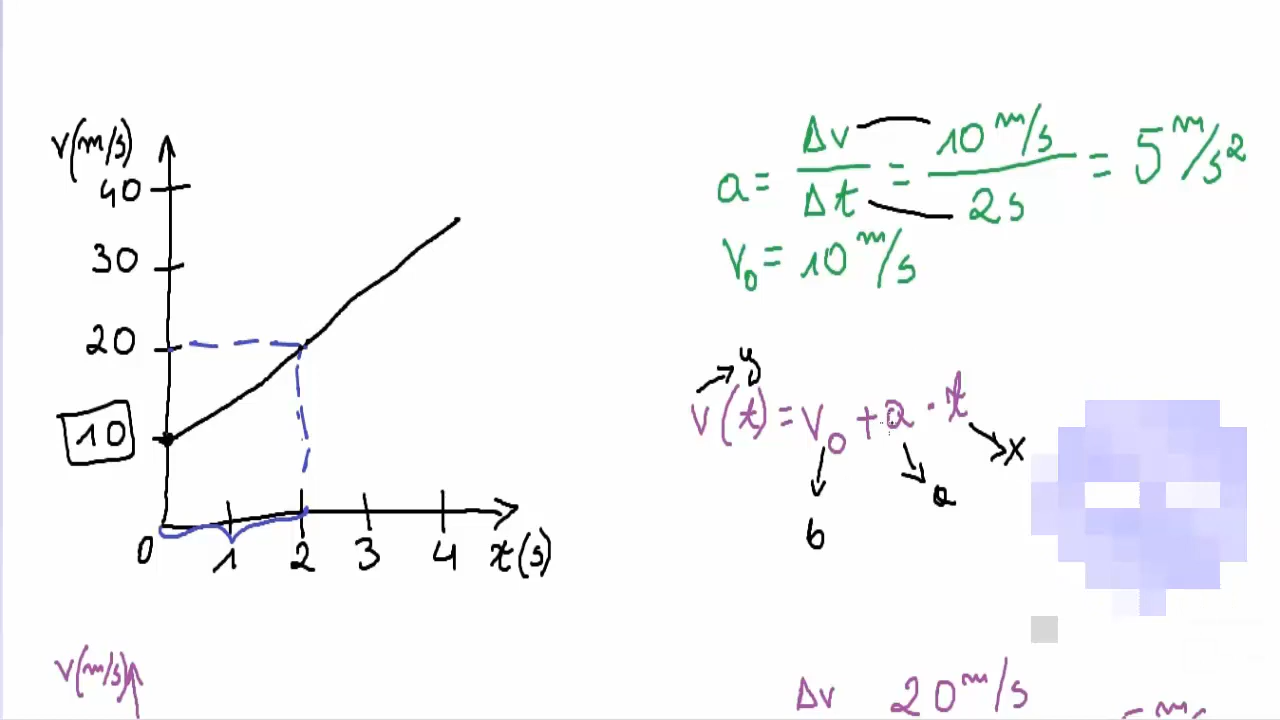 v(m/s)
40
30
20
10
0 1 2 3 4 t(s)
a = Δv/Δt = 10 m/s / 2s = 5 m/s²
v₀ = 10 m/s
y
v(t) = v₀ + a · t
x
a
b
v(m/s)
Δv 20 m/s